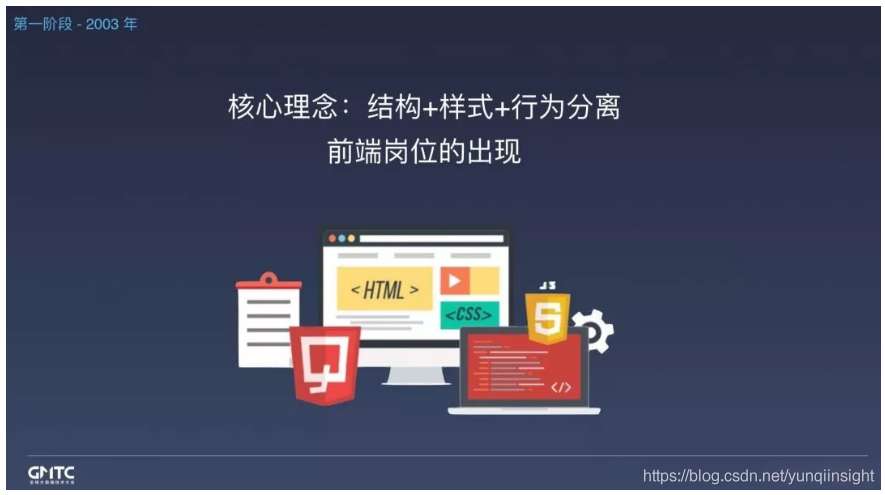 第一阶段 - 2003 年
核心理念：结构+样式+行为分离
前端岗位的出现
<HTML>
<CSS>
JS
5
</>
GMTC
https://blog.csdn.net/yunqiinsight